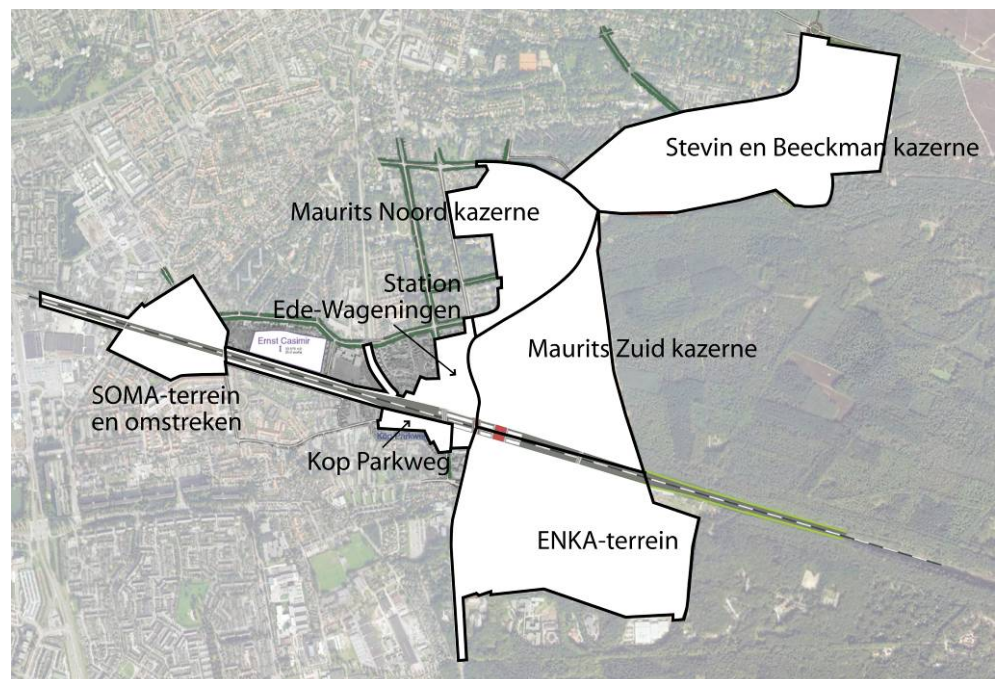 Stevin en Beeckman kazerne
Maurits Noord kazerne
Station
Ede-Wageningen
Ernst Casimir
Maurits Zuid kazerne
SOMA-terrein
en omstreken
Kop Parkweg
ENKA-terrein